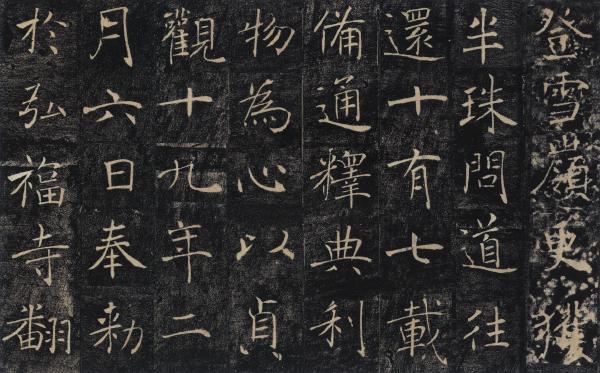 登雪嶺更獲
半珠問道往
還十有七載
備通釋典利
物為心以貞
觀十九年二
月六日奉勑
於弘福寺翻